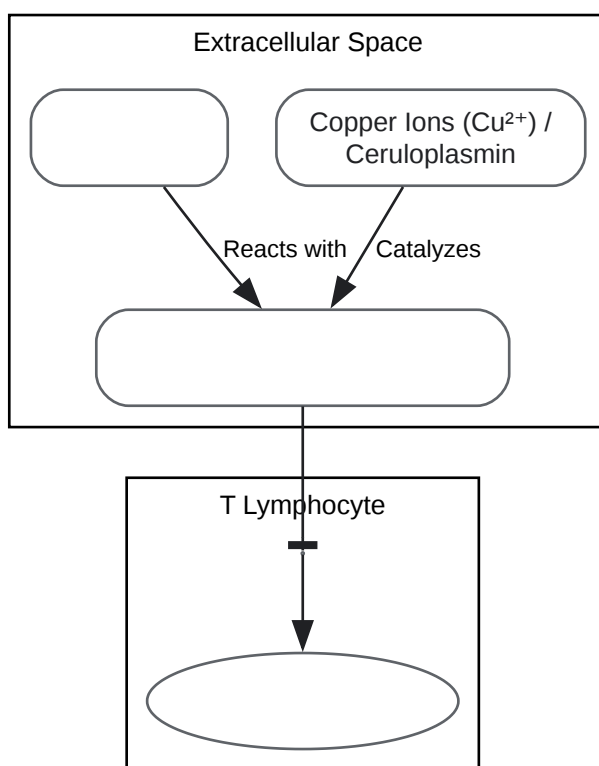 Extracellular Space
Copper Ions (Cu²⁺) /
Ceruloplasmin
Reacts with
Catalyzes
T Lymphocyte